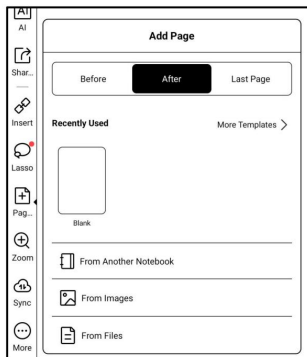 AI
AI
Shar...
Insert
Lasso
Pag...
Zoom
Sync
More
Add Page
Before After Last Page
Recently Used More Templates
Blank
From Another Notebook
From Images
From Files